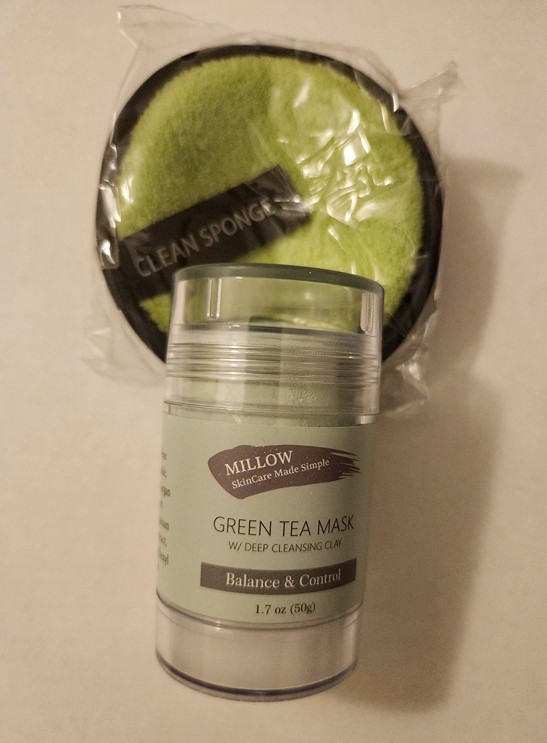 CLEAN SPONGE
MILLOW
SkinCare Made Simple
GREEN TEA MASK
W/ DEEP CLEANSING CLAY
Balance & Control
1.7 oz (50g)